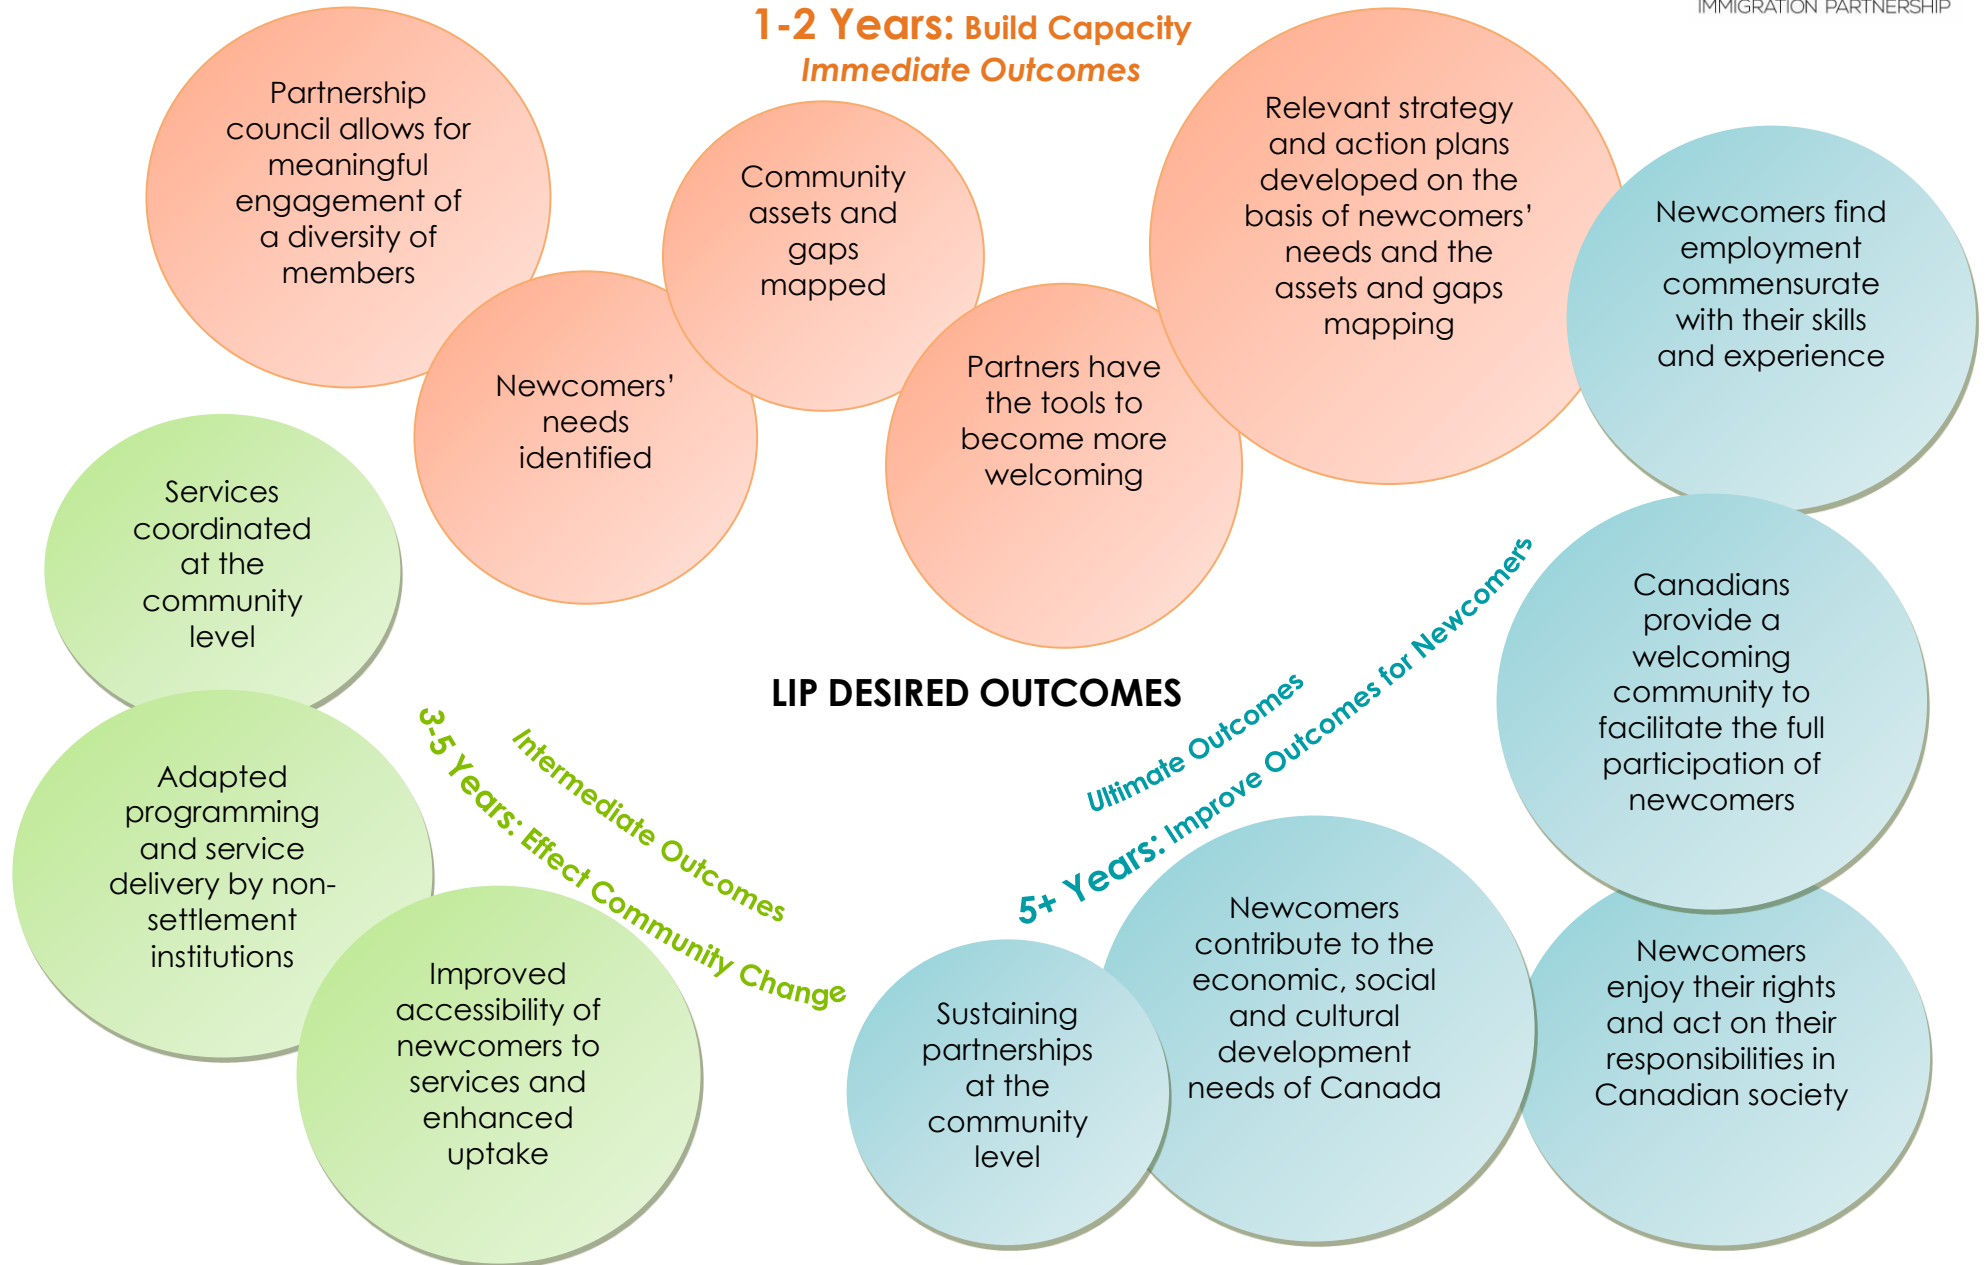 IMMIGRATION PARTNERSHIP
1-2 Years: Build Capacity
Immediate Outcomes
Partnership
council allows for
meaningful
engagement of
a diversity of
members
Newcomers’
needs
identified
Community
assets and
gaps
mapped
Partners have
the tools to
become more
welcoming
Relevant strategy
and action plans
developed on the
basis of newcomers’
needs and the
assets and gaps
mapping
Newcomers find
employment
commensurate
with their skills
and experience
Canadians
provide a
welcoming
community to
facilitate the full
participation of
newcomers
Newcomers
enjoy their rights
and act on their
responsibilities in
Canadian society
Newcomers
contribute to the
economic, social
and cultural
development
needs of Canada
Sustaining
partnerships
at the
community
level
Ultimate Outcomes
5+ Years: Improve Outcomes for Newcomers
LIP DESIRED OUTCOMES
Intermediate Outcomes
3-5 Years: Effect Community Change
Services
coordinated
at the
community
level
Adapted
programming
and service
delivery by non-
settlement
institutions
Improved
accessibility of
newcomers to
services and
enhanced
uptake